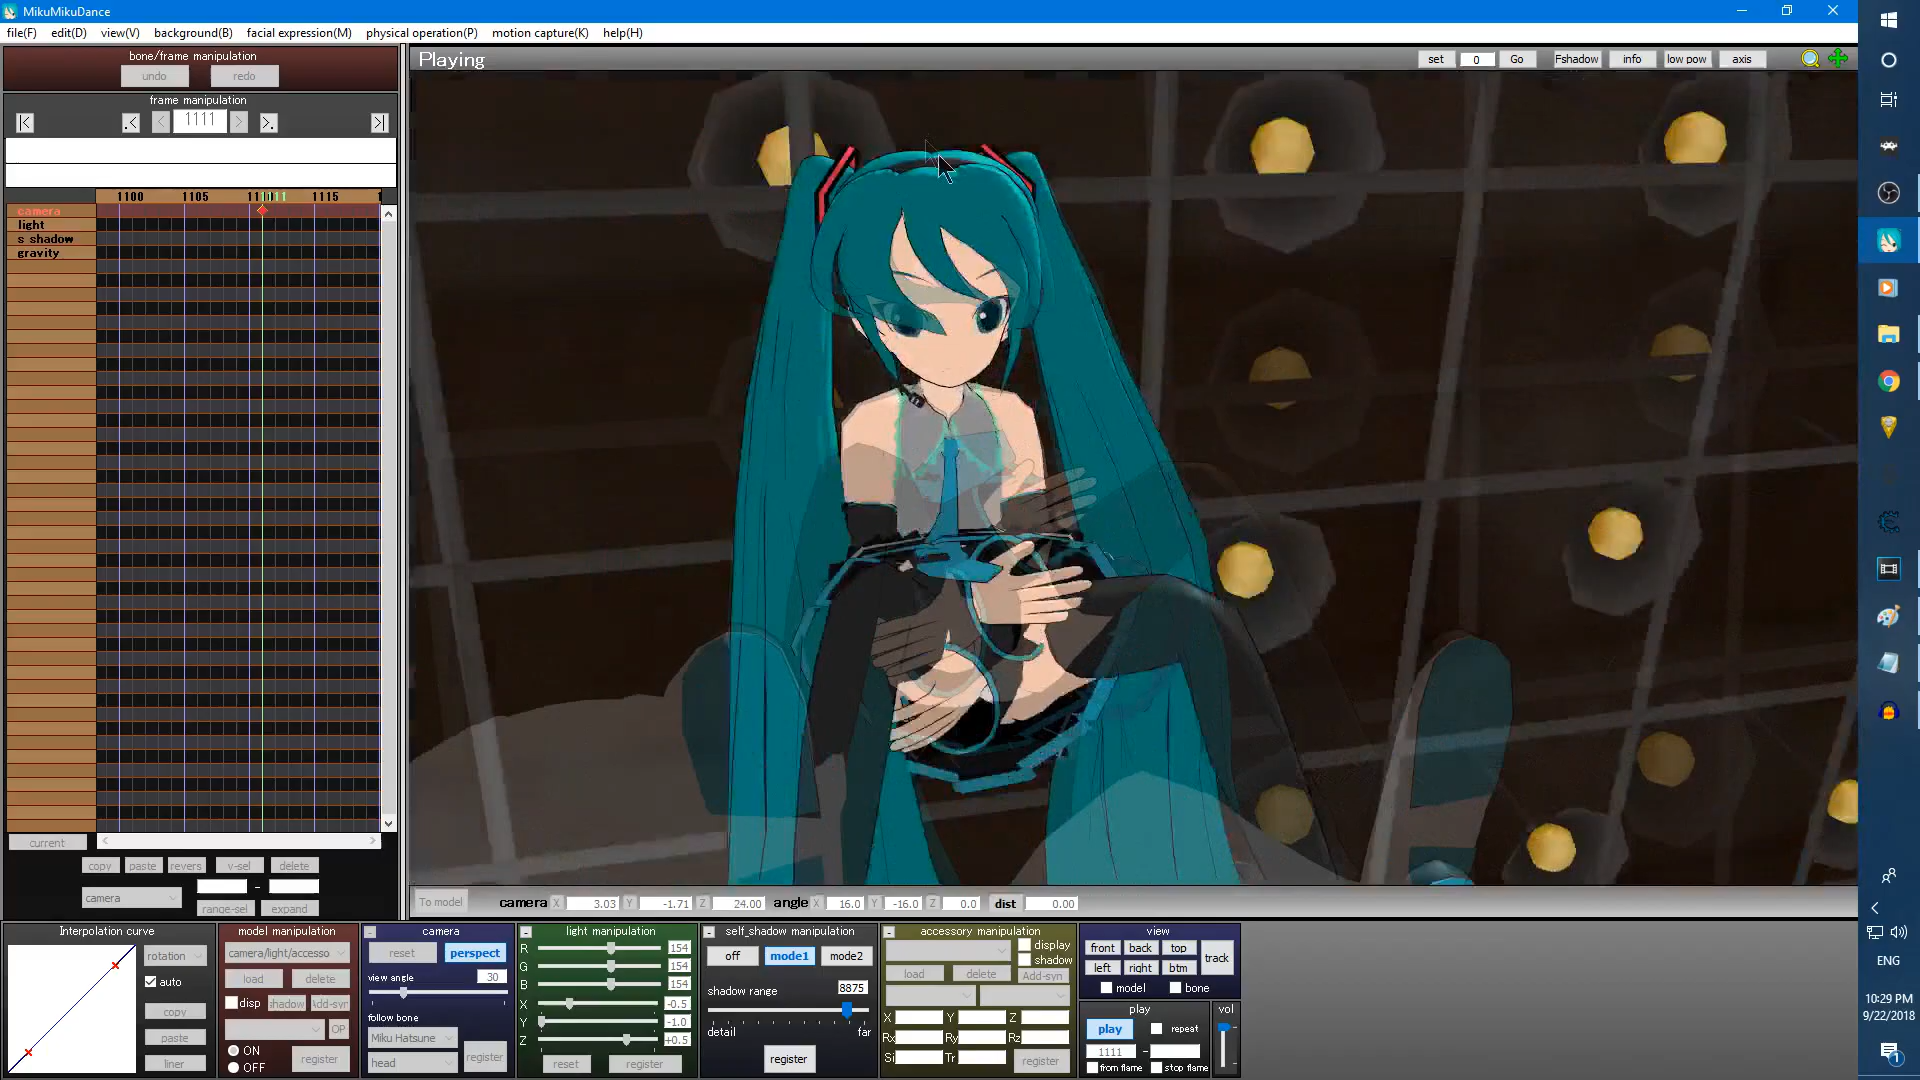 MikuMikuDance
file(F) edit(D) view(V) background(B) facial expression(M) physical operation(P) motion capture(K) help(H)
bone/frame manipulation
undo redo
frame manipulation
1111
Playing
set 0 Go Fshadow info low pow axis
1100 1105 1111 1115
camera
light
s shadow
gravity
current
copy paste revers v-sel delete
camera -
range-sel expand
To model camera X 3.03 Y -1.71 Z 24.00 angle X 16.0 Y -16.0 Z 0.0 dist 0.00
Interpolation curve
rotation
auto
copy
paste
liner
model manipulation
camera/light/accesso
load delete
disp shadow Add-syn
OP
ON
OFF
register
camera
reset perspect
view angle 30
follow bone
Miku Hatsune
head
register
light manipulation
R 154
G 154
B 154
X -0.5
Y -1.0
Z +0.5
reset register
self_shadow manipulation
off mode1 mode2
shadow range 8875
detail far
register
accessory manipulation
display
shadow
load delete Add-syn
X Y Z
Rx Ry Rz
Si Tr register
view
front back top
left right btm
track
model bone
play
play repeat
1111 -
from flame stop flame
vol
ENG
10:29 PM
9/22/2018
1